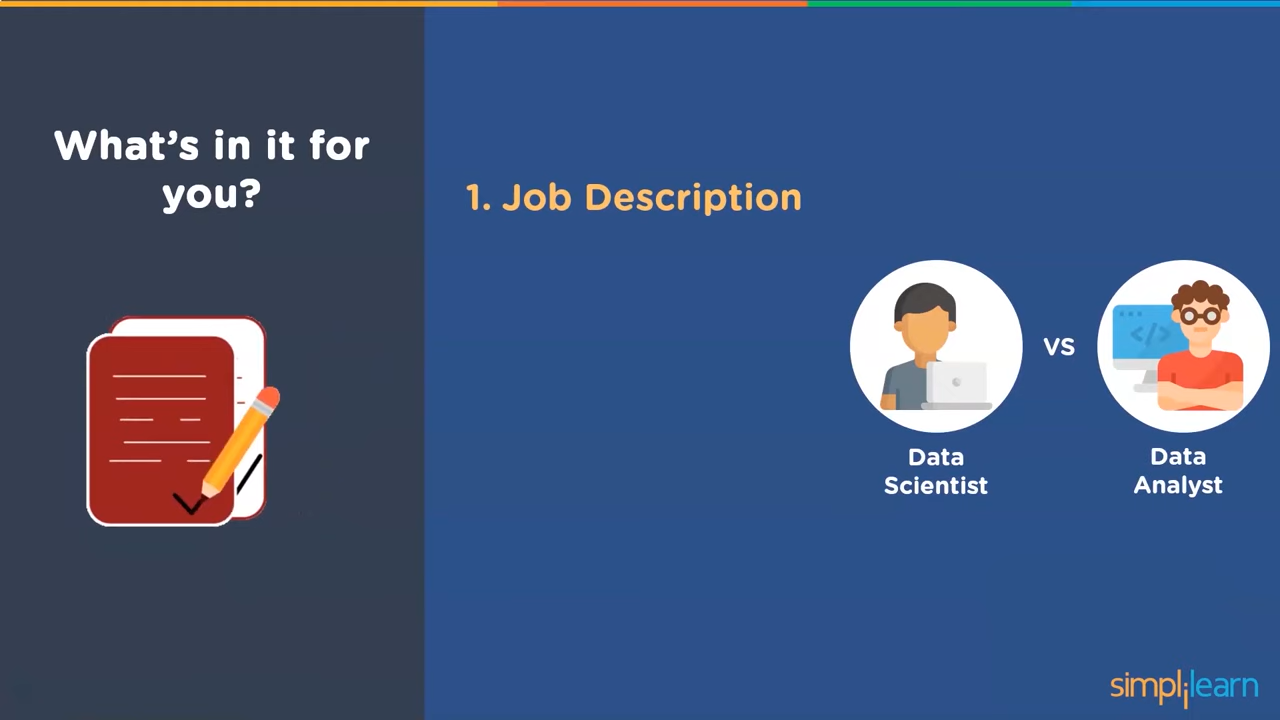 What's in it for
you?
1. Job Description
</>
VS
Data
Scientist
Data
Analyst
simplilearn